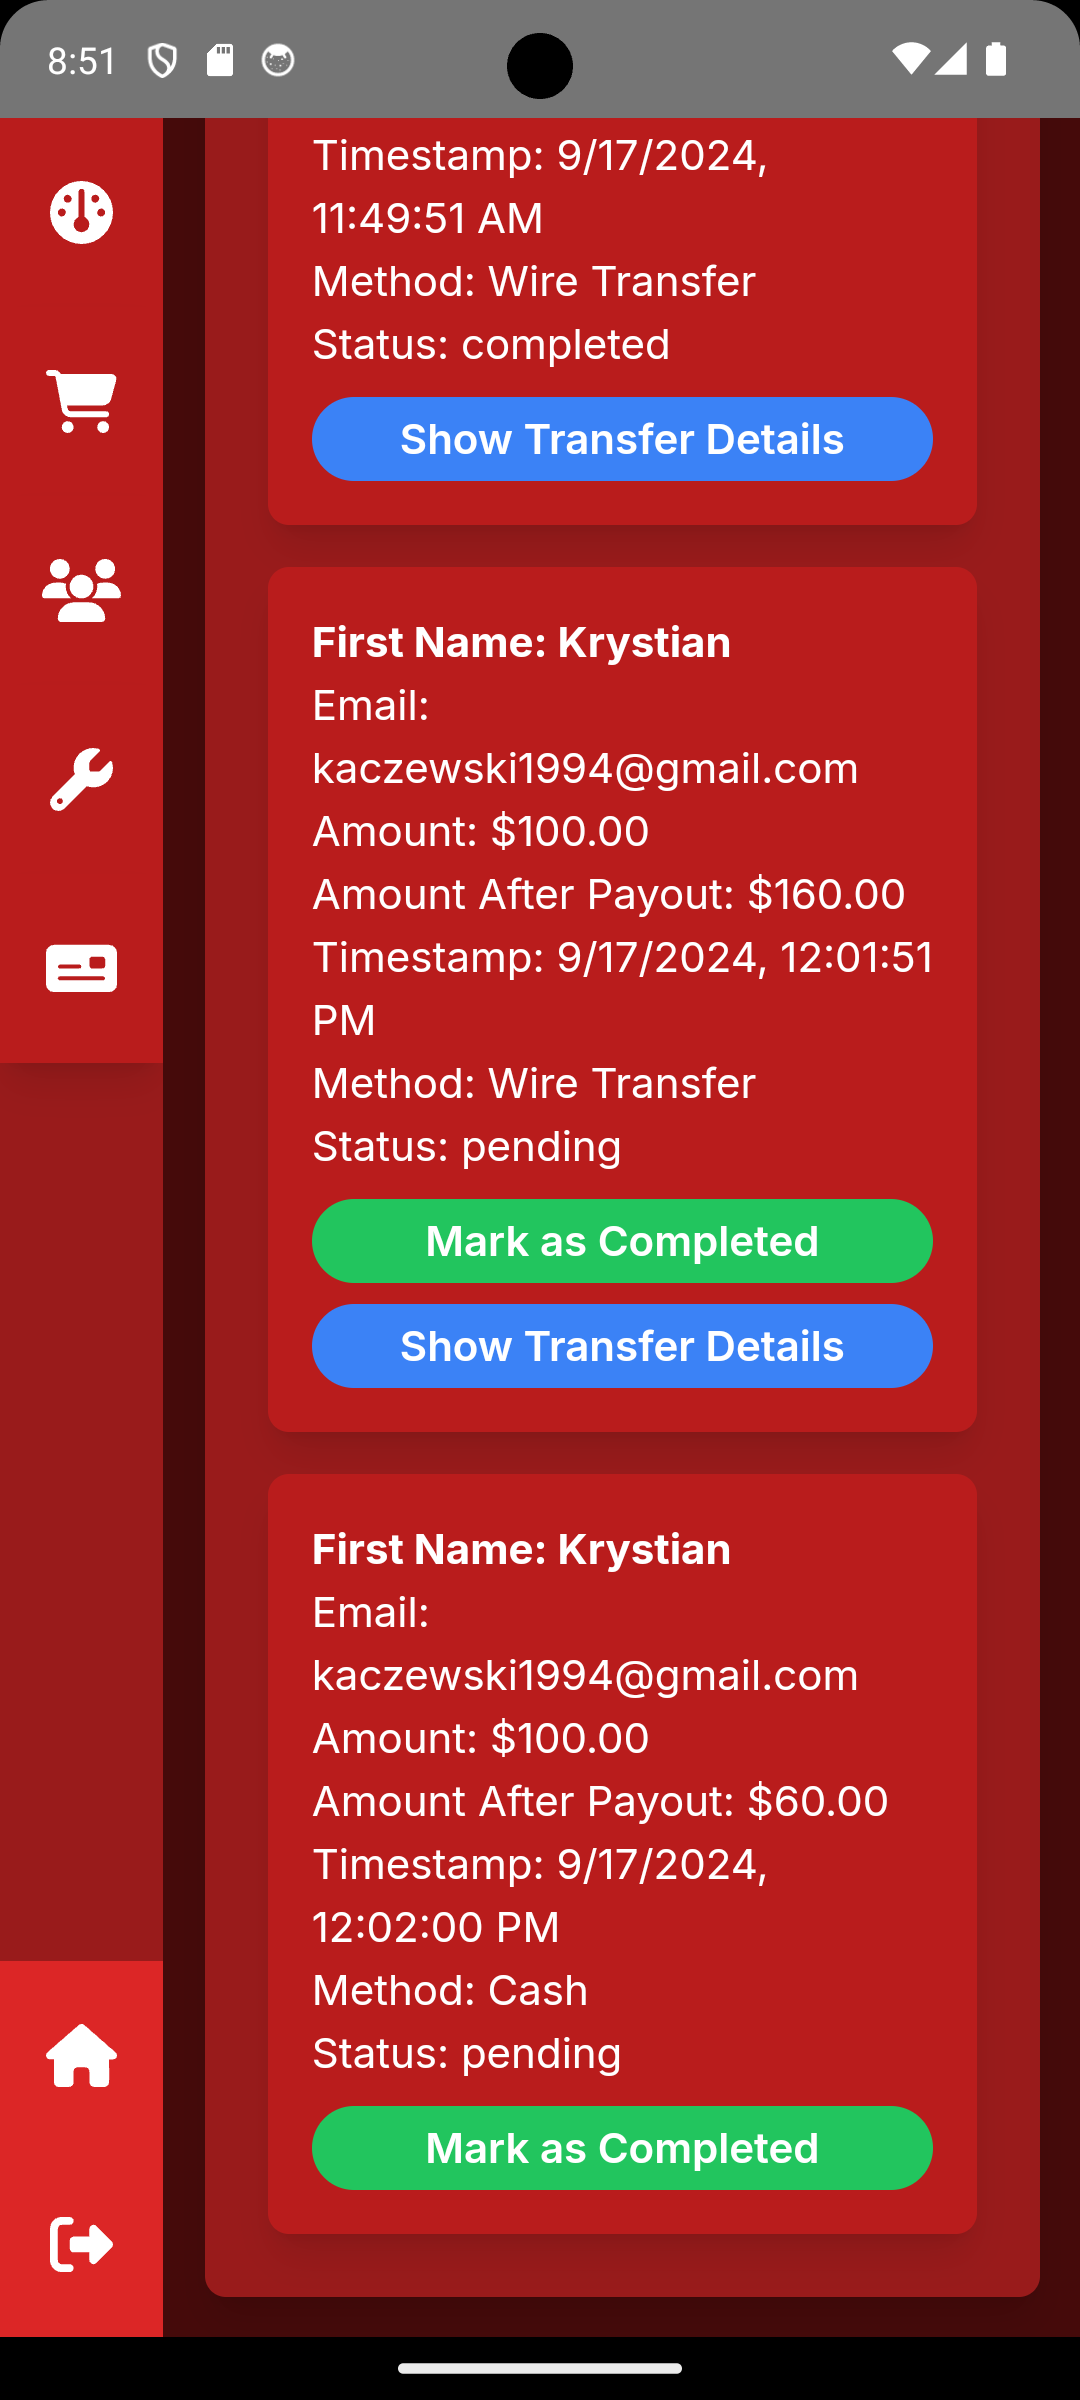 8:51
Timestamp: 9/17/2024,
11:49:51 AM
Method: Wire Transfer
Status: completed
Show Transfer Details
First Name: Krystian
Email:
kaczewski1994@gmail.com
Amount: $100.00
Amount After Payout: $160.00
Timestamp: 9/17/2024, 12:01:51
PM
Method: Wire Transfer
Status: pending
Mark as Completed
Show Transfer Details
First Name: Krystian
Email:
kaczewski1994@gmail.com
Amount: $100.00
Amount After Payout: $60.00
Timestamp: 9/17/2024,
12:02:00 PM
Method: Cash
Status: pending
Mark as Completed